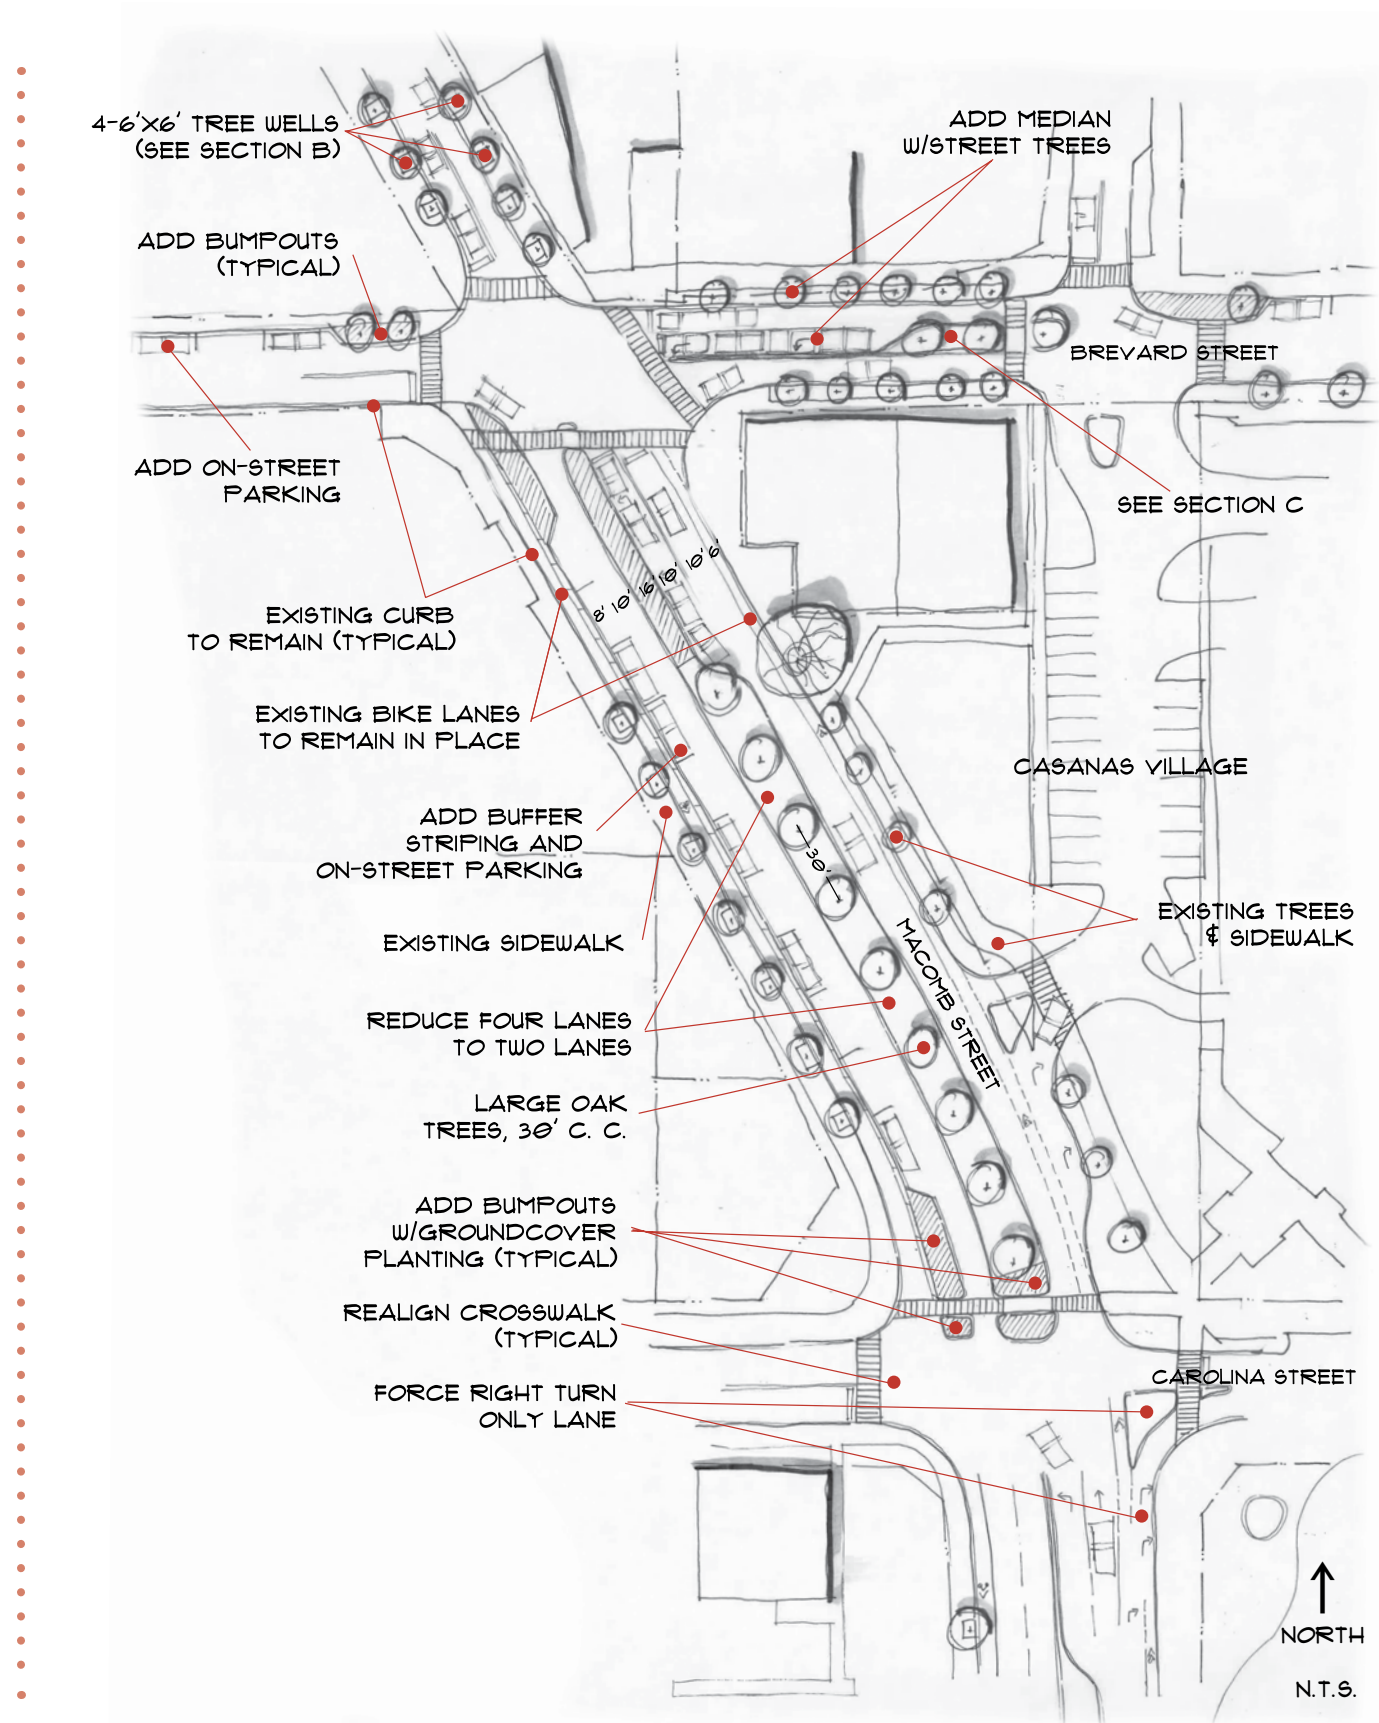 4-6'X6' TREE WELLS
(SEE SECTION B)
ADD MEDIAN
W/STREET TREES
ADD BUMPOUTS
(TYPICAL)
BREVARD STREET
ADD ON-STREET
PARKING
SEE SECTION C
8' 10' 16' 10' 10' 6'
EXISTING CURB
TO REMAIN (TYPICAL)
EXISTING BIKE LANES
TO REMAIN IN PLACE
CASANAS VILLAGE
ADD BUFFER
STRIPING AND
ON-STREET PARKING
30'
EXISTING TREES
& SIDEWALK
EXISTING SIDEWALK
MACOMB STREET
REDUCE FOUR LANES
TO TWO LANES
LARGE OAK
TREES, 30' C. C.
ADD BUMPOUTS
W/GROUNDCOVER
PLANTING (TYPICAL)
REALIGN CROSSWALK
(TYPICAL)
CAROLINA STREET
FORCE RIGHT TURN
ONLY LANE
NORTH
N.T.S.